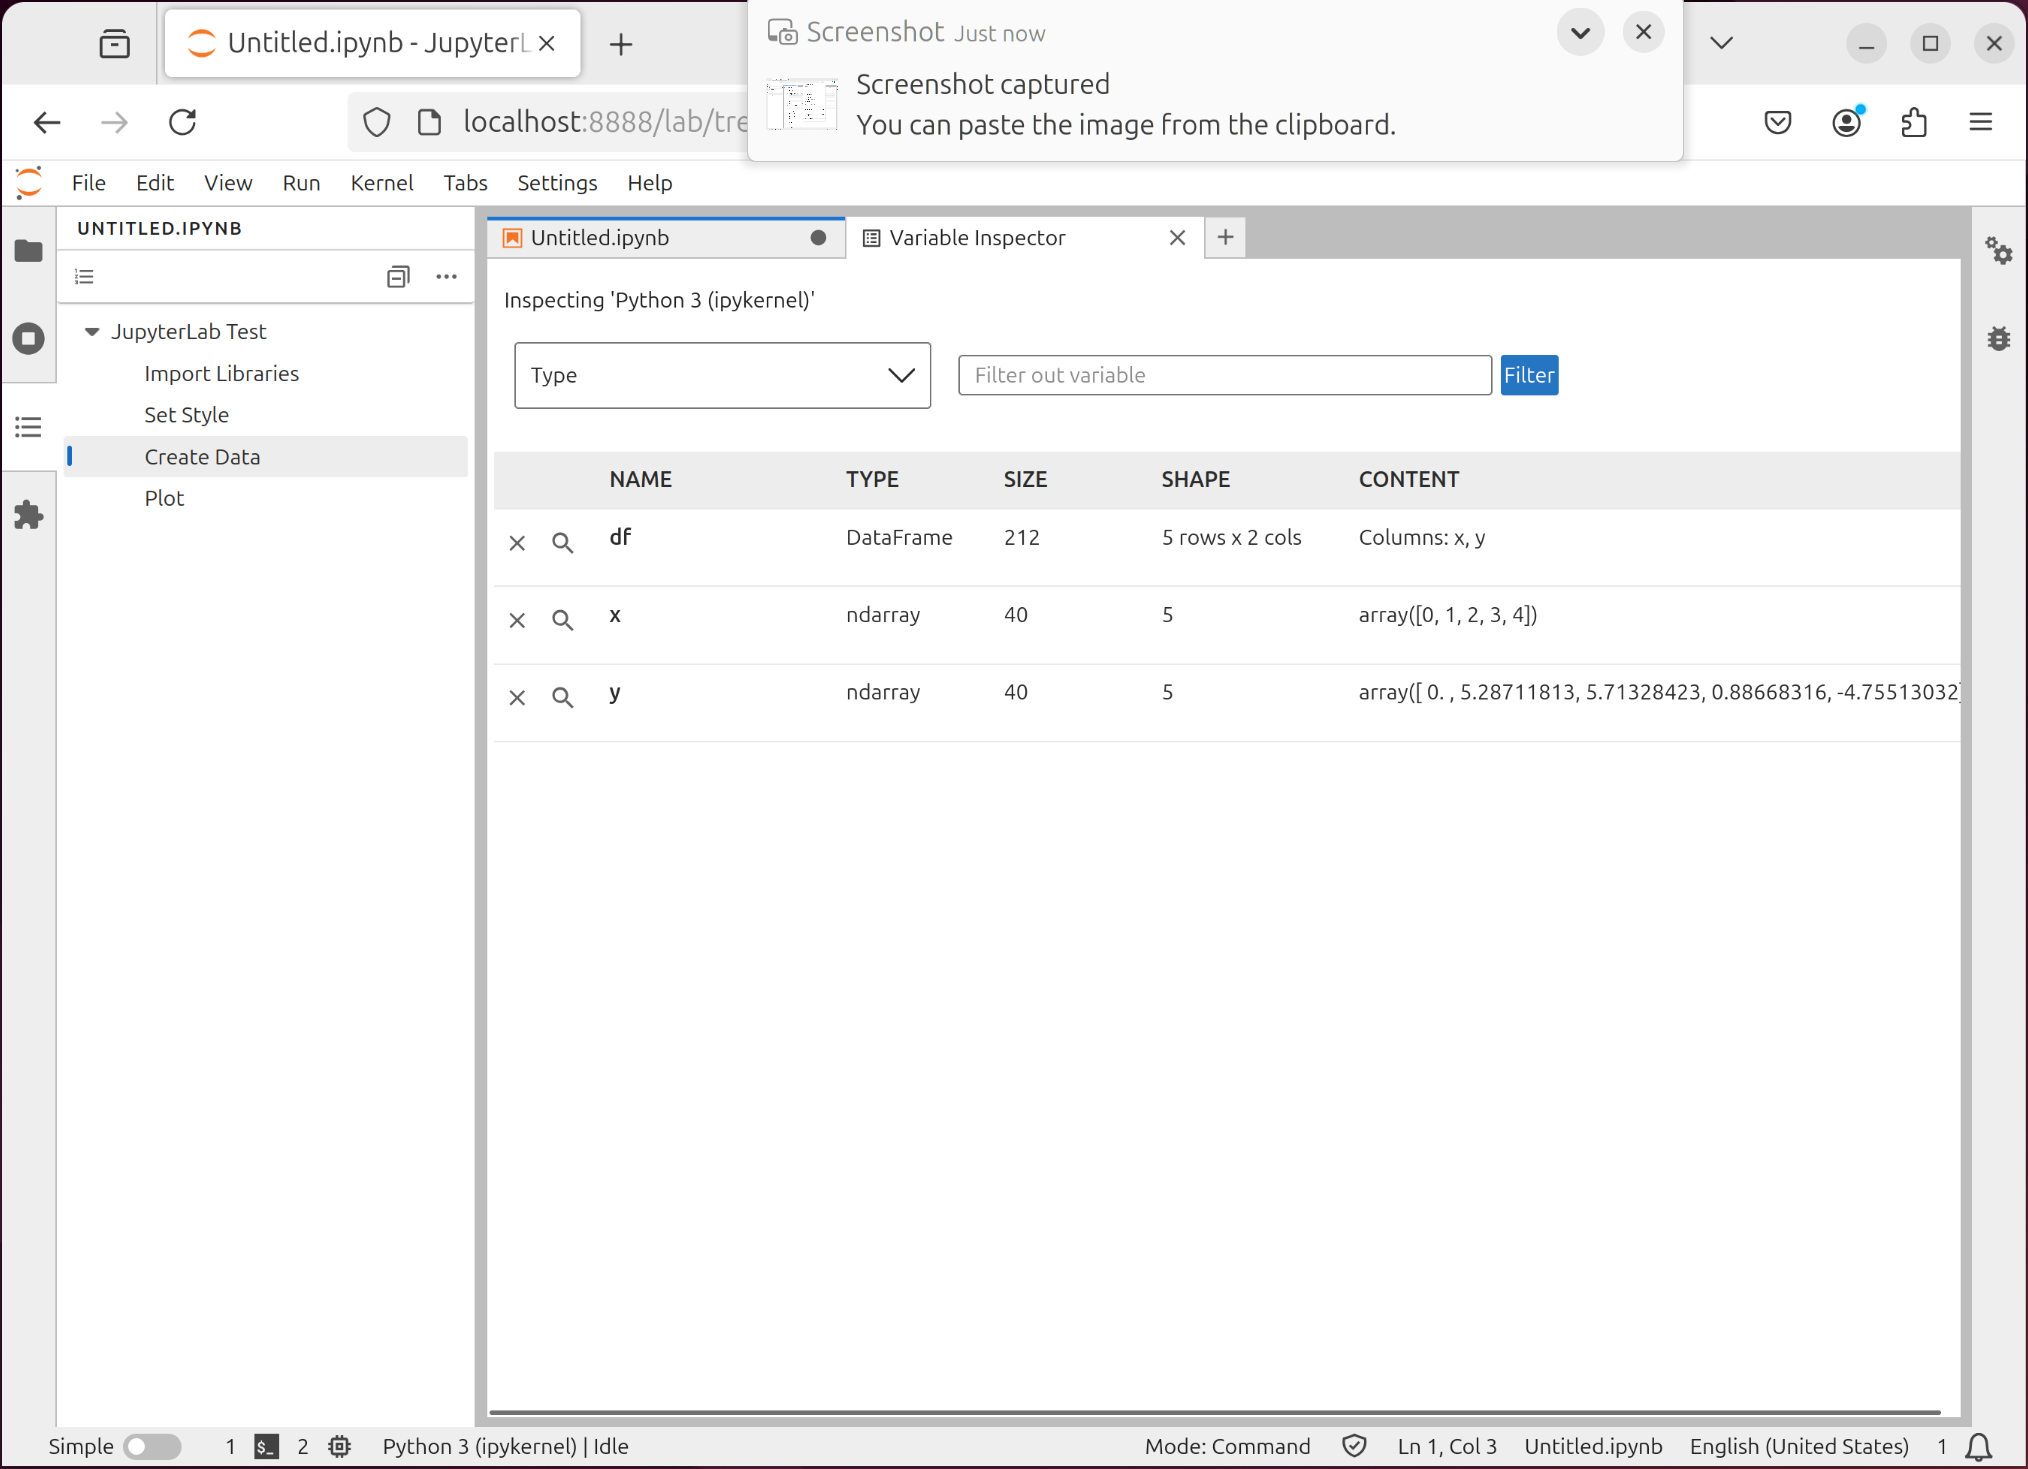 Untitled.ipynb - JupyterL
Screenshot Just now
Screenshot captured
You can paste the image from the clipboard.
localhost:8888/lab/tre
File Edit View Run Kernel Tabs Settings Help
UNTITLED.IPYNB
JupyterLab Test
Import Libraries
Set Style
Create Data
Plot
Untitled.ipynb
Variable Inspector
Inspecting 'Python 3 (ipykernel)'
Type
Filter out variable
Filter
NAME TYPE SIZE SHAPE CONTENT
df DataFrame 212 5 rows x 2 cols Columns: x, y
x ndarray 40 5 array([0, 1, 2, 3, 4])
y ndarray 40 5 array([ 0. , 5.28711813, 5.71328423, 0.88668316, -4.75513032]
Simple 1 $_ 2 Python 3 (ipykernel) | Idle Mode: Command Ln 1, Col 3 Untitled.ipynb English (United States) 1